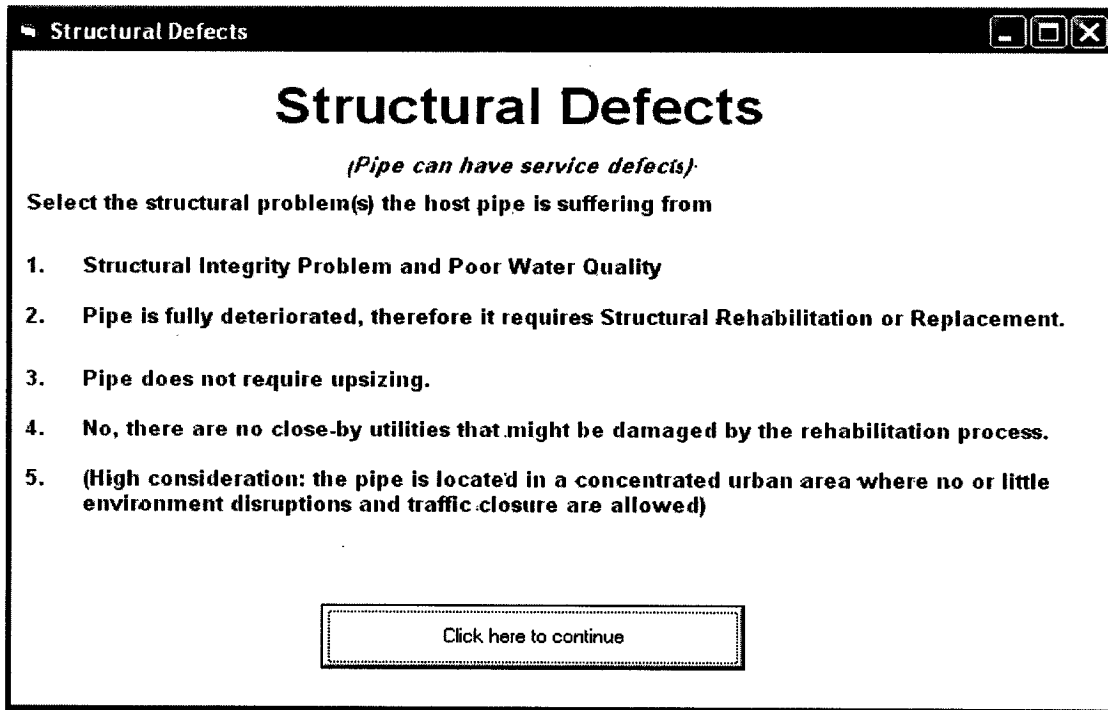 Structural Defects
Structural Defects
(Pipe can have service defects)
Select the structural problem(s) the host pipe is suffering from
1. Structural Integrity Problem and Poor Water Quality
2. Pipe is fully deteriorated, therefore it requires Structural Rehabilitation or Replacement.
3. Pipe does not require upsizing.
4. No, there are no close-by utilities that might be damaged by the rehabilitation process.
5. (High consideration: the pipe is located in a concentrated urban area where no or little
environment disruptions and traffic closure are allowed)
Click here to continue